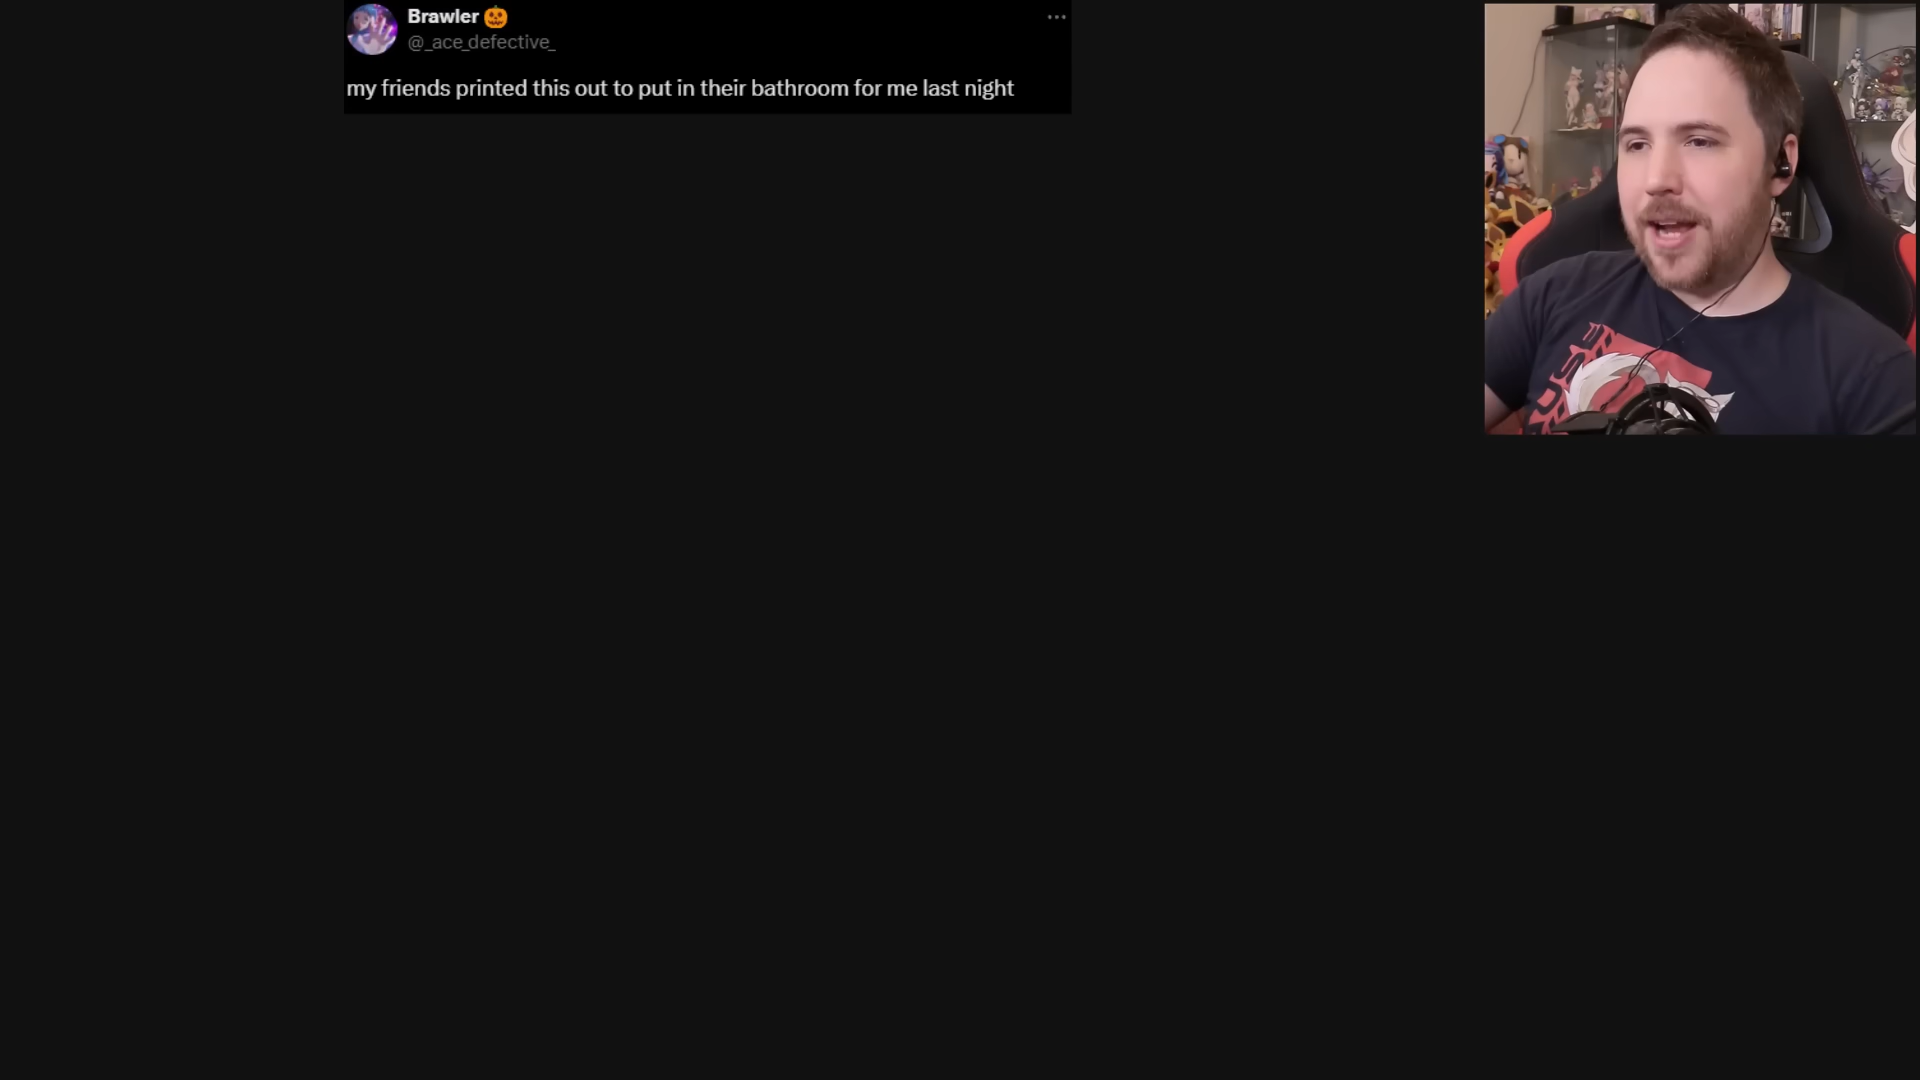 Brawler 🎃
@_ace_defective_
my friends printed this out to put in their bathroom for me last night